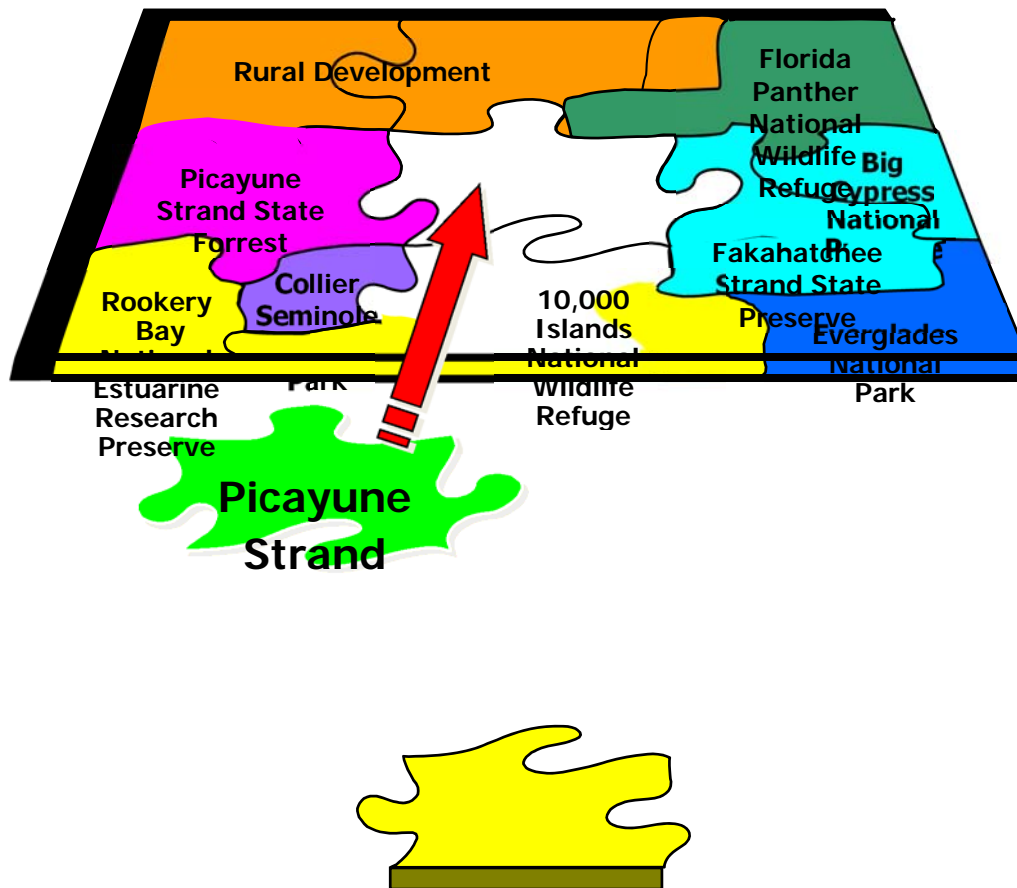 Rural Development
Florida
Panther
National
Wildlife
Refuge
Big
Cypress
National
Picayune
Strand State
Forrest
Fakahatchee
Strand State
Preserve
Collier
Seminole
Park
Rookery
Bay
National
Estuarine
Research
Preserve
10,000
Islands
National
Wildlife
Refuge
Everglades
National
Park
Picayune
Strand